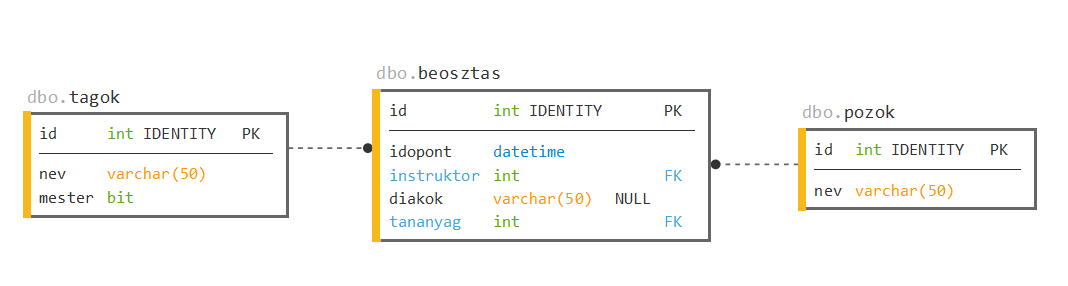 dbo.tagok
id int IDENTITY PK
nev varchar(50)
mester bit
dbo.beosztas
id int IDENTITY PK
idopont datetime
instruktor int FK
diakok varchar(50) NULL
tananyag int FK
dbo.pozok
id int IDENTITY PK
nev varchar(50)